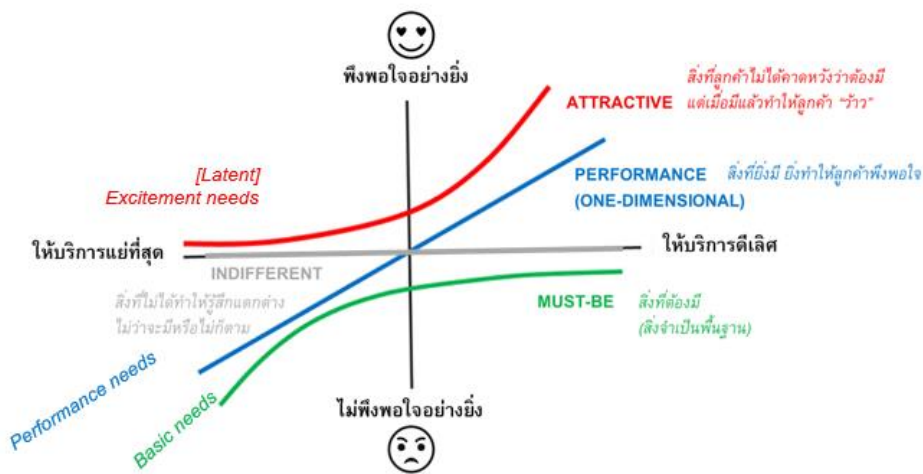 พึงพอใจอย่างยิ่ง
สิ่งที่ลูกค้าไม่ได้คาดหวังว่าต้องมี
ATTRACTIVE
แต่เมื่อมีแล้วทำให้ลูกค้า "ว้าว"
[Latent]
Excitement needs
PERFORMANCE
(ONE-DIMENSIONAL)
สิ่งที่ยิ่งมี ยิ่งทำให้ลูกค้าพึงพอใจ
ให้บริการแย่ที่สุด
ให้บริการดีเลิศ
INDIFFERENT
สิ่งที่ไม่ได้ทำให้รู้สึกแตกต่าง
ไม่ว่าจะมีหรือไม่ก็ตาม
MUST-BE
สิ่งที่ต้องมี
(สิ่งจำเป็นพื้นฐาน)
Performance needs
Basic needs
ไม่พึงพอใจอย่างยิ่ง